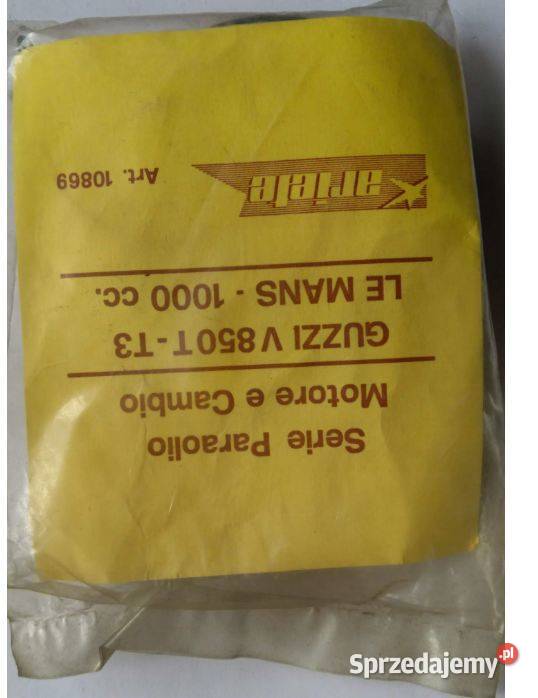 Serie Paraolio
Motore e Cambio
GUZZI V 850 T - T3
LE MANS - 1000 cc.
ariete
Art. 10869
Sprzedajemy.pl